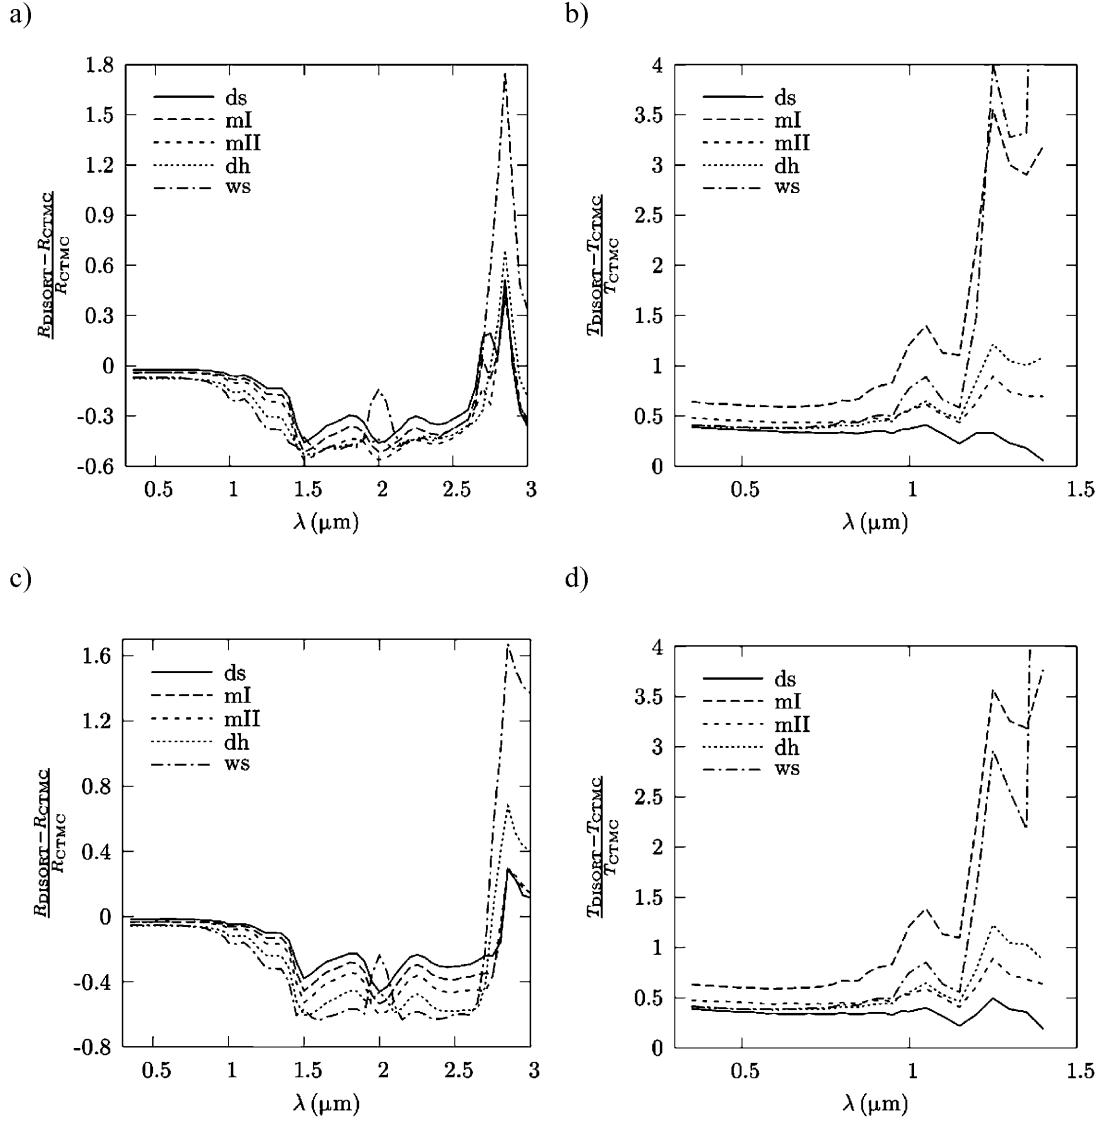 a)
1.8
1.5
1.2
0.9
0.6
0.3
0
-0.3
-0.6
0.5
1
1.5
2
2.5
3
ds
mI
mII
dh
ws
R_DISORT−R_CTMC
R_CTMC
λ (μm)
b)
4
3.5
3
2.5
2
1.5
1
0.5
0
0.5
1
1.5
ds
mI
mII
dh
ws
T_DISORT−T_CTMC
T_CTMC
λ (μm)
c)
1.6
1.2
0.8
0.4
0
-0.4
-0.8
0.5
1
1.5
2
2.5
3
ds
mI
mII
dh
ws
R_DISORT−R_CTMC
R_CTMC
λ (μm)
d)
4
3.5
3
2.5
2
1.5
1
0.5
0
0.5
1
1.5
ds
mI
mII
dh
ws
T_DISORT−T_CTMC
T_CTMC
λ (μm)